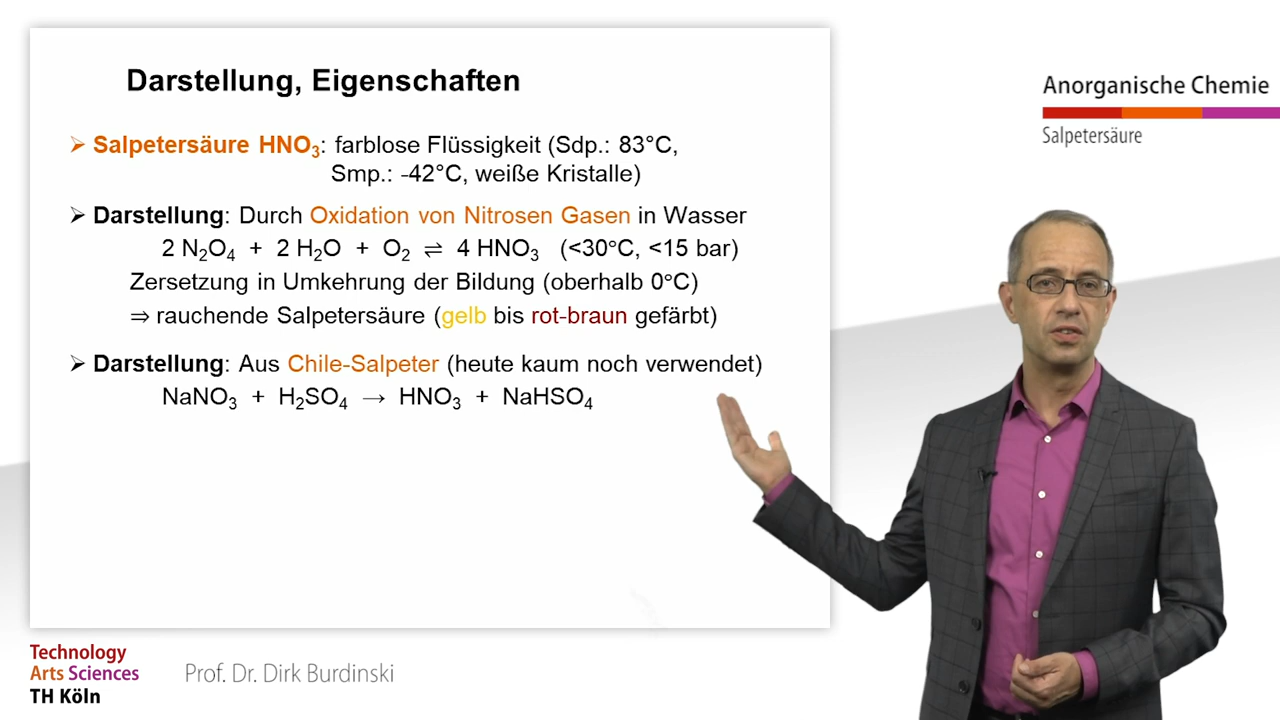 Darstellung, Eigenschaften
➢ Salpetersäure HNO₃: farblose Flüssigkeit (Sdp.: 83°C,
Smp.: -42°C, weiße Kristalle)
➢ Darstellung: Durch Oxidation von Nitrosen Gasen in Wasser
2 N₂O₄ + 2 H₂O + O₂ ⇌ 4 HNO₃ (<30°C, <15 bar)
Zersetzung in Umkehrung der Bildung (oberhalb 0°C)
⇒ rauchende Salpetersäure (gelb bis rot-braun gefärbt)
➢ Darstellung: Aus Chile-Salpeter (heute kaum noch verwendet)
NaNO₃ + H₂SO₄ → HNO₃ + NaHSO₄
Anorganische Chemie
Salpetersäure
Technology
Arts Sciences
TH Köln
Prof. Dr. Dirk Burdinski